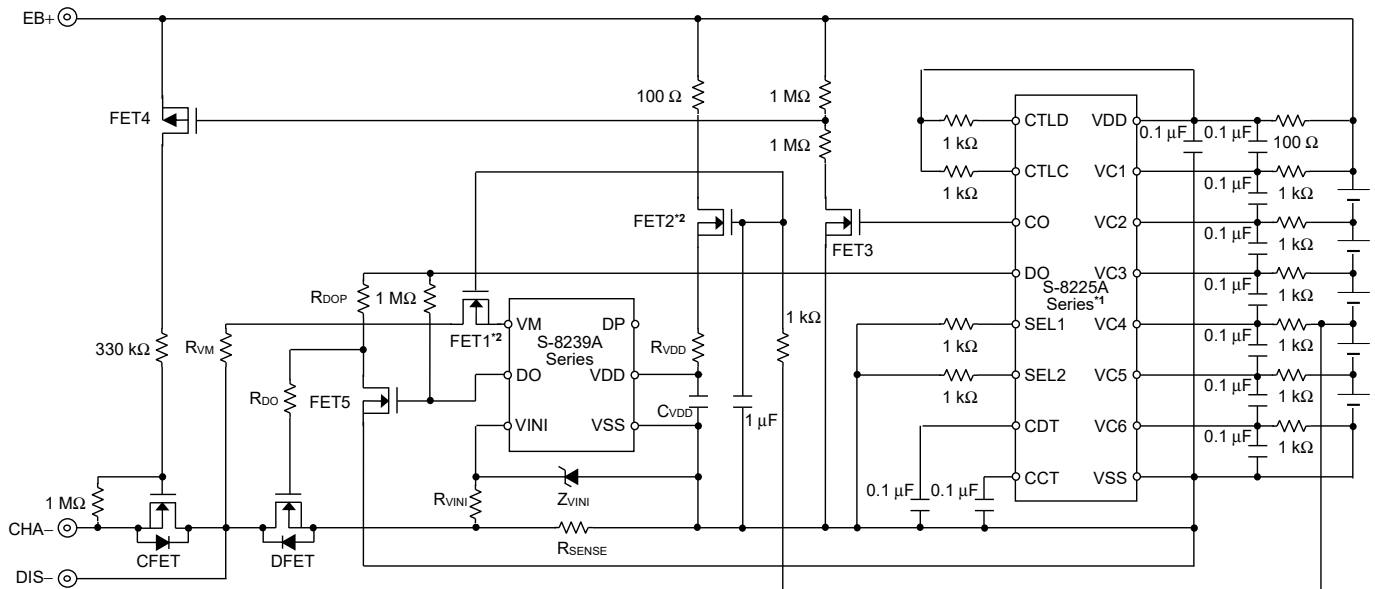 EB+
FET4
100 Ω
1 MΩ
1 MΩ
CTLD
VDD
1 kΩ
0.1 µF
0.1 µF
100 Ω
CTLC
VC1
1 kΩ
0.1 µF
1 kΩ
FET2*2
CO
VC2
0.1 µF
1 kΩ
FET3
DO
VC3
RDOP
1 MΩ
S-8225A
Series*1
0.1 µF
1 kΩ
FET1*2
VM
DP
1 kΩ
SEL1
VC4
330 kΩ
RVM
S-8239A
Series
RVDD
1 kΩ
0.1 µF
1 kΩ
DO
VDD
SEL2
VC5
RDO
FET5
CVDD
1 µF
1 kΩ
0.1 µF
1 kΩ
VINI
VSS
CDT
VC6
0.1 µF
1 kΩ
1 MΩ
RVINI
ZVINI
0.1 µF
0.1 µF
CCT
VSS
CHA−
RSENSE
CFET
DFET
DIS−